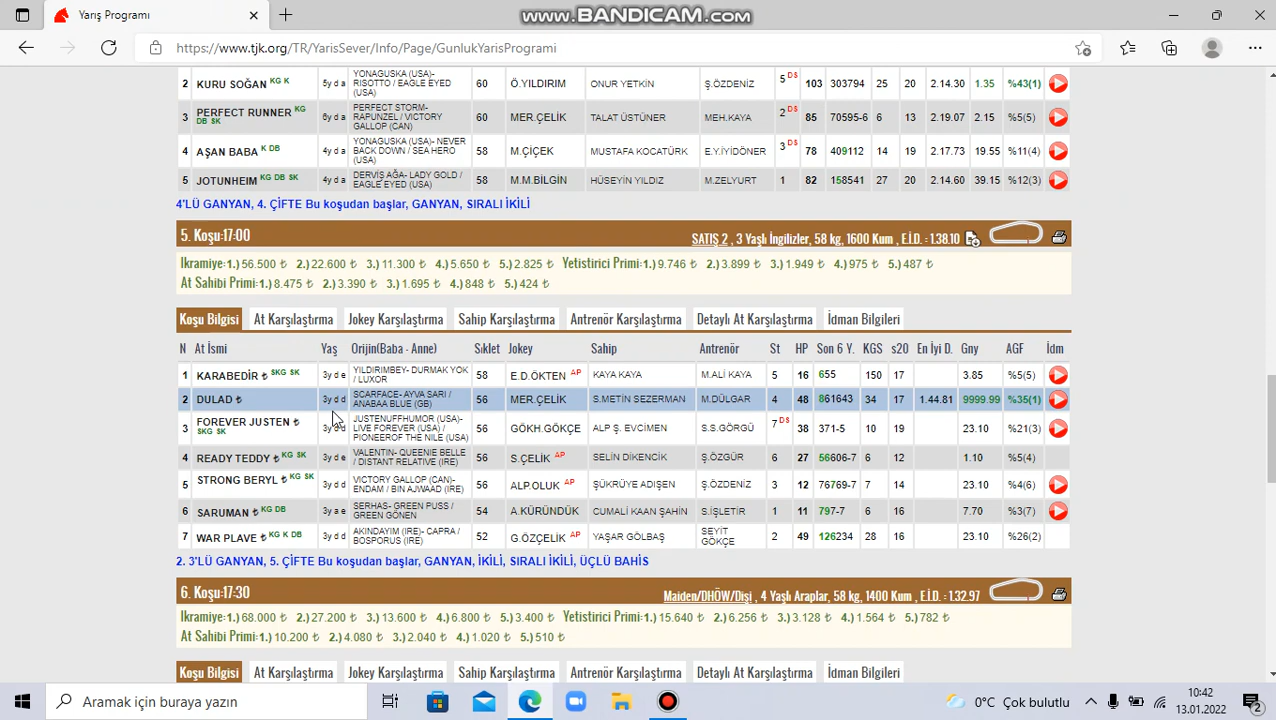 www.BANDICAM.com
Yarış Programı
https://www.tjk.org/TR/YarisSever/Info/Page/GunlukYarisProgrami
2 KURU SOĞAN KG K 5y d a YONAGUSKA (USA)- RISOTTO / EAGLE EYED (USA) 60 Ö.YILDIRIM ONUR YETKİN Ş.ÖZDENİZ 5 DS 103 303794 25 20 2.14.30 1.35 %43(1)
3 PERFECT RUNNER KG DB SK 6y d a PERFECT STORM- RAPUNZEL / VICTORY GALLOP (CAN) 60 MER.ÇELİK TALAT ÜSTÜNER MEH.KAYA 2 DS 85 70595-6 6 13 2.19.07 2.15 %5(5)
4 AŞAN BABA K DB 4y d a YONAGUSKA (USA)- NEVER BACK DOWN / SEA HERO (USA) 58 M.ÇİÇEK MUSTAFA KOCATÜRK E.Y.İYİDÖNER 3 DS 78 409112 14 19 2.17.73 19.55 %11(4)
5 JOTUNHEIM KG DB SK 4y d a DERVİŞ AĞA- LADY GOLD / EAGLE EYED (USA) 58 M.M.BİLGİN HÜSEYİN YILDIZ M.ZELYURT 1 82 158541 27 20 2.14.60 39.15 %12(3)
4'LÜ GANYAN, 4. ÇİFTE Bu koşudan başlar, GANYAN, SIRALI İKİLİ
5. Koşu:17:00 SATIŞ 2 , 3 Yaşlı İngilizler, 58 kg, 1600 Kum , E.İ.D. : 1.38.10
İkramiye: 1.) 56.500 ₺ 2.) 22.600 ₺ 3.) 11.300 ₺ 4.) 5.650 ₺ 5.) 2.825 ₺ Yetistirici Primi: 1.) 9.746 ₺ 2.) 3.899 ₺ 3.) 1.949 ₺ 4.) 975 ₺ 5.) 487 ₺
At Sahibi Primi: 1.) 8.475 ₺ 2.) 3.390 ₺ 3.) 1.695 ₺ 4.) 848 ₺ 5.) 424 ₺
Koşu Bilgisi At Karşılaştırma Jokey Karşılaştırma Sahip Karşılaştırma Antrenör Karşılaştırma Detaylı At Karşılaştırma İdman Bilgileri
N At İsmi Yaş Orijin(Baba - Anne) Sıklet Jokey Sahip Antrenör St HP Son 6 Y. KGS s20 En İyi D. Gny AGF İdm
1 KARABEDİR ₺ SKG SK 3y d e YILDIRIMBEY- DURMAK YOK / LUXOR 58 E.D.ÖKTEN AP KAYA KAYA M.ALİ KAYA 5 16 655 150 17 3.85 %5(5)
2 DULAD ₺ 3y d d SCARFACE- AYVA SARI / ANABAA BLUE (GB) 56 MER.ÇELİK S.METİN SEZERMAN M.DÜLGAR 4 48 861643 34 17 1.44.81 9999.99 %35(1)
3 FOREVER JUSTEN ₺ SKG SK 3y JUSTENUFFHUMOR (USA)- LIVE FOREVER (USA) / PIONEEROF THE NILE (USA) 56 GÖKH.GÖKÇE ALP Ş. EVCİMEN S.S.GÖRGÜ 7 DS 38 371-5 10 19 23.10 %21(3)
4 READY TEDDY ₺ KG SK 3y d e VALENTIN- QUEENIE BELLE / DISTANT RELATIVE (IRE) 56 S.ÇELİK AP SELİN DİKENCİK Ş.ÖZGÜR 6 27 56606-7 6 12 1.10 %5(4)
5 STRONG BERYL ₺ KG SK 3y d d VICTORY GALLOP (CAN)- ENDAM / BIN AJWAAD (IRE) 56 ALP.OLUK AP ŞÜKRÜYE ADIŞEN Ş.ÖZDENİZ 3 12 76769-7 7 14 23.10 %4(6)
6 SARUMAN ₺ KG DB 3y a e SERHAS- GREEN PUSS / GREEN GÖNEN 54 A.KÜRÜNDÜK CUMALİ KAAN ŞAHİN S.İŞLETİR 1 11 797-7 6 16 7.70 %3(7)
7 WAR PLAVE ₺ KG K DB 3y d d AKINDAYIM (IRE)- CAPRA / BOSPORUS (IRE) 52 G.ÖZÇELİK AP YAŞAR GÖLBAŞ SEYİT GÖKÇE 2 49 126234 28 16 23.10 %26(2)
2. 3'LÜ GANYAN, 5. ÇİFTE Bu koşudan başlar, GANYAN, İKİLİ, SIRALI İKİLİ, ÜÇLÜ BAHİS
6. Koşu:17:30 Maiden/DHÖW/Dişi , 4 Yaşlı Araplar, 58 kg, 1400 Kum , E.İ.D. : 1.32.97
İkramiye: 1.) 68.000 ₺ 2.) 27.200 ₺ 3.) 13.600 ₺ 4.) 6.800 ₺ 5.) 3.400 ₺ Yetistirici Primi: 1.) 15.640 ₺ 2.) 6.256 ₺ 3.) 3.128 ₺ 4.) 1.564 ₺ 5.) 782 ₺
At Sahibi Primi: 1.) 10.200 ₺ 2.) 4.080 ₺ 3.) 2.040 ₺ 4.) 1.020 ₺ 5.) 510 ₺
Koşu Bilgisi At Karşılaştırma Jokey Karşılaştırma Sahip Karşılaştırma Antrenör Karşılaştırma Detaylı At Karşılaştırma İdman Bilgileri
Aramak için buraya yazın 0°C Çok bulutlu 10:42
13.01.2022 2